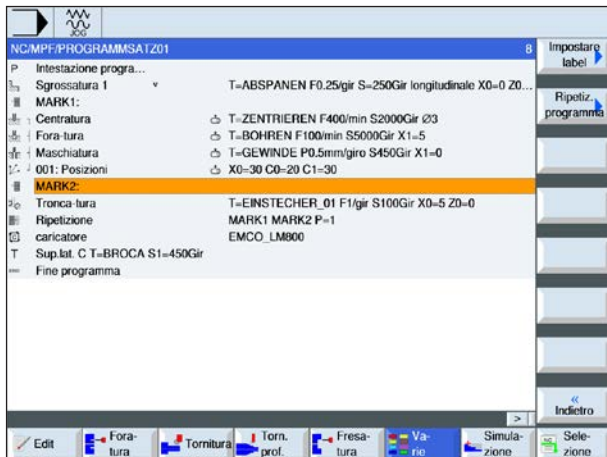 JOG
NC/MPF/PROGRAMMSATZ01 8
P Intestazione progra...
Sgrossatura 1 v T=ABSPANEN F0.25/gir S=250Gir longitudinale X0=0 Z0...
MARK1:
Centratura T=ZENTRIEREN F400/min S2000Gir Ø3
Fora-tura T=BOHREN F100/min S5000Gir X1=5
Maschiatura T=GEWINDE P0.5mm/giro S450Gir X1=0
001: Posizioni X0=30 C0=20 C1=30
MARK2:
Tronca-tura T=EINSTECHER_01 F1/gir S100Gir X0=5 Z0=0
Ripetizione MARK1 MARK2 P=1
caricatore EMCO_LM800
T Sup.lat. C T=BROCA S1=450Gir
Fine programma
Impostare
label
Ripetiz.
programma
«
Indietro
>
Edit
Fora-
tura
Tornitura
Torn.
prof.
Fresa-
tura
Va-
rie
Simula-
zione
NC
Sele-
zione